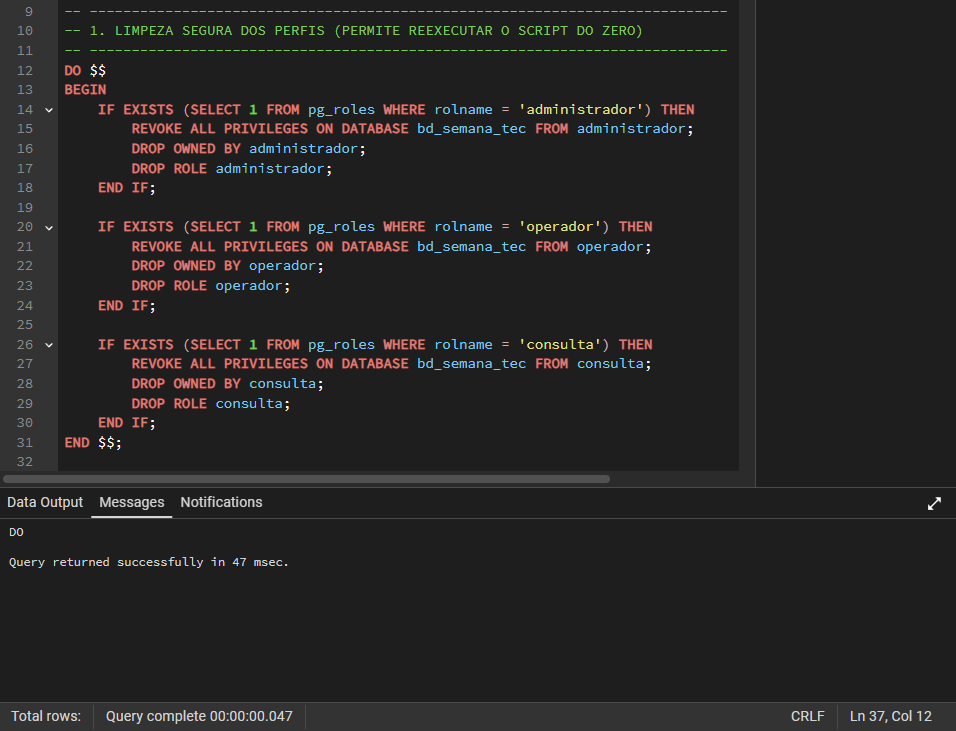 9 -- ----------------------------------------------------------------------------
10 -- 1. LIMPEZA SEGURA DOS PERFIS (PERMITE REEXECUTAR O SCRIPT DO ZERO)
11 -- ----------------------------------------------------------------------------
12 DO $$
13 BEGIN
14     IF EXISTS (SELECT 1 FROM pg_roles WHERE rolname = 'administrador') THEN
15         REVOKE ALL PRIVILEGES ON DATABASE bd_semana_tec FROM administrador;
16         DROP OWNED BY administrador;
17         DROP ROLE administrador;
18     END IF;
19
20     IF EXISTS (SELECT 1 FROM pg_roles WHERE rolname = 'operador') THEN
21         REVOKE ALL PRIVILEGES ON DATABASE bd_semana_tec FROM operador;
22         DROP OWNED BY operador;
23         DROP ROLE operador;
24     END IF;
25
26     IF EXISTS (SELECT 1 FROM pg_roles WHERE rolname = 'consulta') THEN
27         REVOKE ALL PRIVILEGES ON DATABASE bd_semana_tec FROM consulta;
28         DROP OWNED BY consulta;
29         DROP ROLE consulta;
30     END IF;
31 END $$;
32
Data Output Messages Notifications
DO
Query returned successfully in 47 msec.
Total rows: Query complete 00:00:00.047 CRLF Ln 37, Col 12